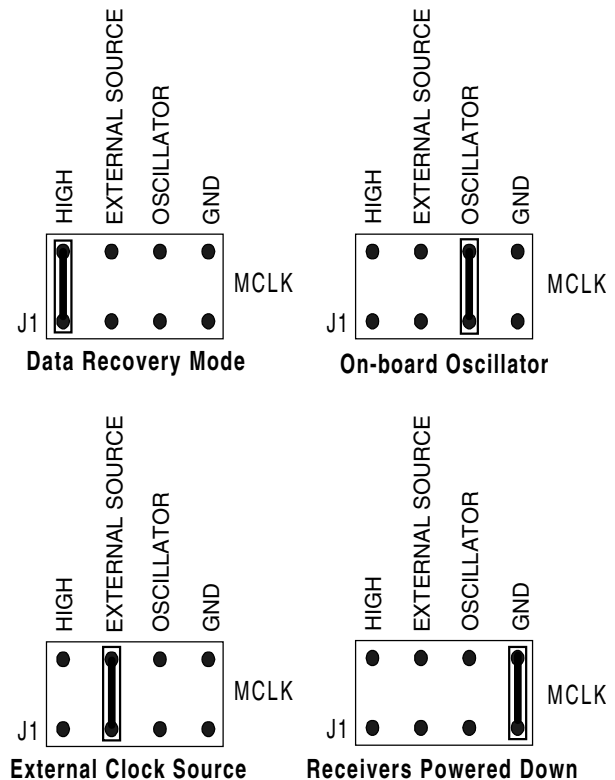 HIGH
EXTERNAL SOURCE
OSCILLATOR
GND
MCLK
J1
Data Recovery Mode
HIGH
EXTERNAL SOURCE
OSCILLATOR
GND
MCLK
J1
On-board Oscillator
HIGH
EXTERNAL SOURCE
OSCILLATOR
GND
MCLK
J1
External Clock Source
HIGH
EXTERNAL SOURCE
OSCILLATOR
GND
MCLK
J1
Receivers Powered Down